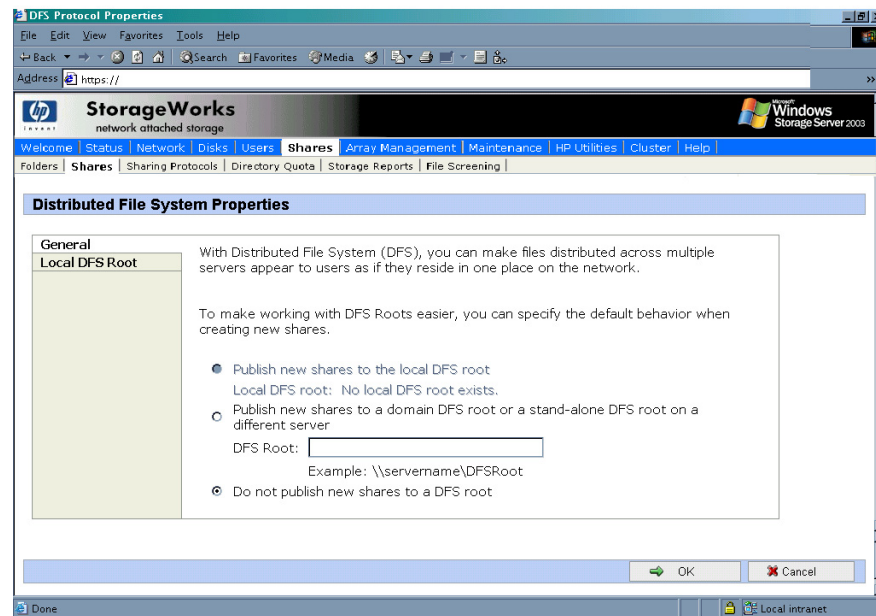 DFS Protocol Properties
File Edit View Favorites Tools Help
Back Search Favorites Media
Address https://
hp
invent
StorageWorks
network attached storage
Microsoft
Windows
Storage Server 2003
Welcome | Status | Network | Disks | Users | Shares | Array Management | Maintenance | HP Utilities | Cluster | Help |
Folders | Shares | Sharing Protocols | Directory Quota | Storage Reports | File Screening |
Distributed File System Properties
General
Local DFS Root
With Distributed File System (DFS), you can make files distributed across multiple
servers appear to users as if they reside in one place on the network.
To make working with DFS Roots easier, you can specify the default behavior when
creating new shares.
Publish new shares to the local DFS root
Local DFS root: No local DFS root exists.
Publish new shares to a domain DFS root or a stand-alone DFS root on a
different server
DFS Root:
Example: \\servername\DFSRoot
Do not publish new shares to a DFS root
OK
Cancel
Done
Local intranet